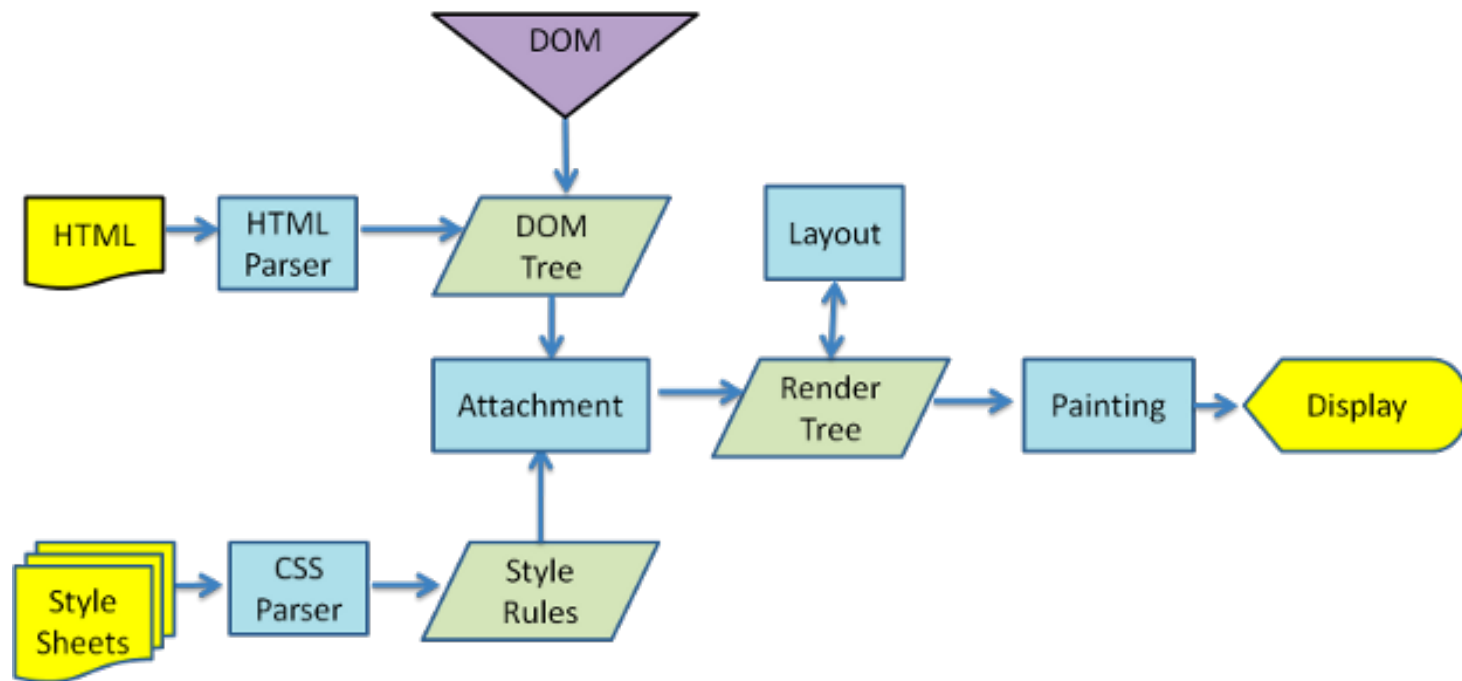 DOM
HTML
HTML
Parser
DOM
Tree
Layout
Attachment
Render
Tree
Painting
Display
Style
Sheets
CSS
Parser
Style
Rules